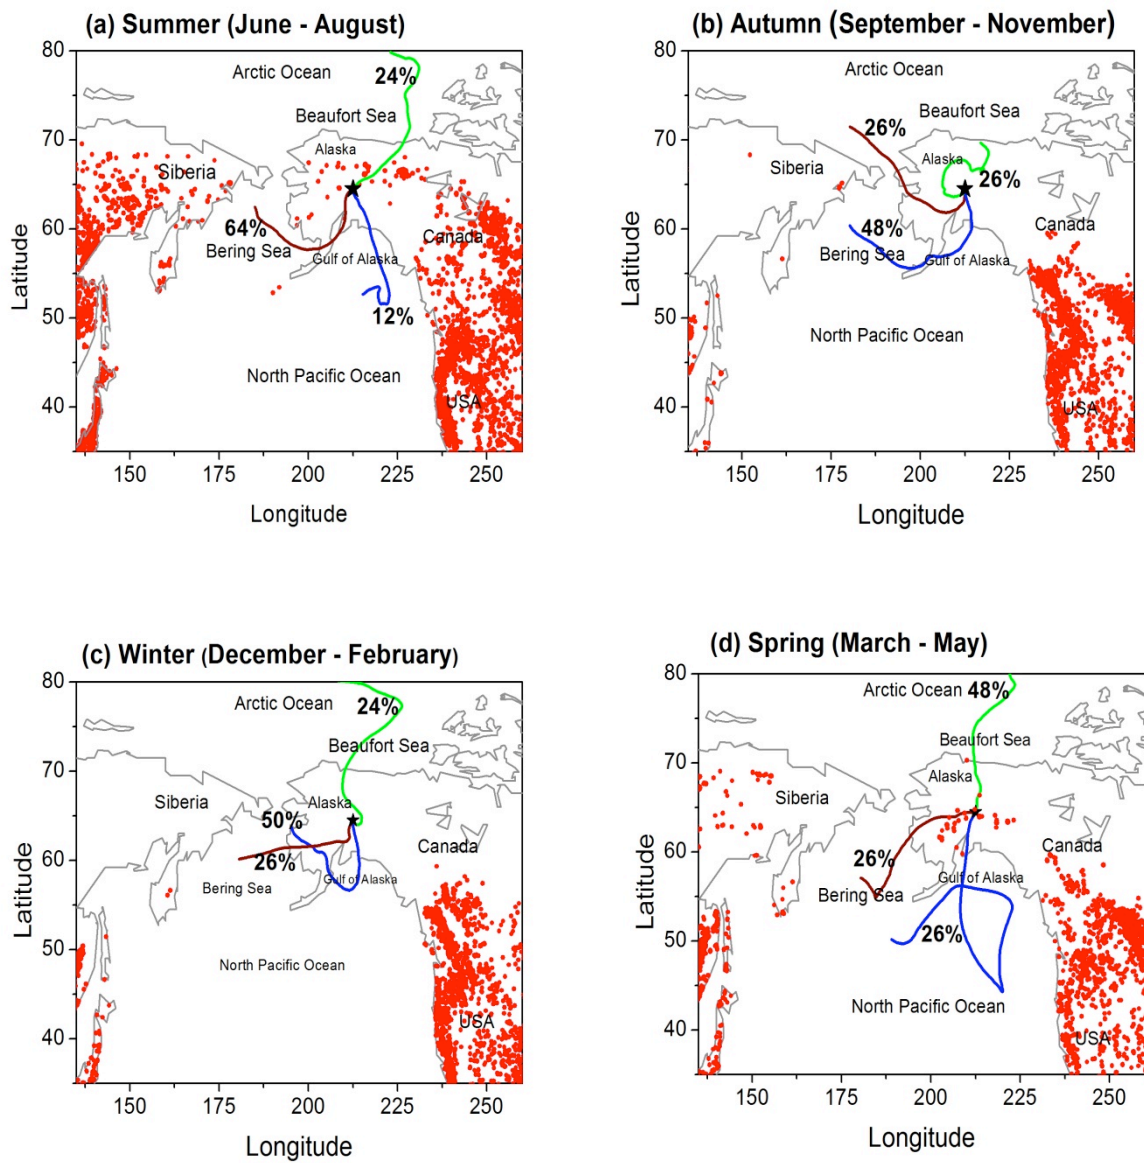 (a) Summer (June - August)
80
70
60
50
40
Latitude
Arctic Ocean
24%
Beaufort Sea
Alaska
Siberia
64%
Bering Sea
Canada
Gulf of Alaska
12%
North Pacific Ocean
USA
150 175 200 225 250
Longitude
(b) Autumn (September - November)
80
70
60
50
40
Latitude
Arctic Ocean
Beaufort Sea
26%
Alaska
Siberia
26%
48%
Canada
Bering Sea
Gulf of Alaska
North Pacific Ocean
USA
150 175 200 225 250
Longitude
(c) Winter (December - February)
80
70
60
50
40
Latitude
Arctic Ocean
24%
Beaufort Sea
Siberia
Alaska
50%
26%
Canada
Bering Sea
Gulf of Alaska
North Pacific Ocean
USA
150 175 200 225 250
Longitude
(d) Spring (March - May)
80
70
60
50
40
Latitude
Arctic Ocean
48%
Beaufort Sea
Alaska
Siberia
26%
Canada
Bering Sea
Gulf of Alaska
26%
North Pacific Ocean
USA
150 175 200 225 250
Longitude